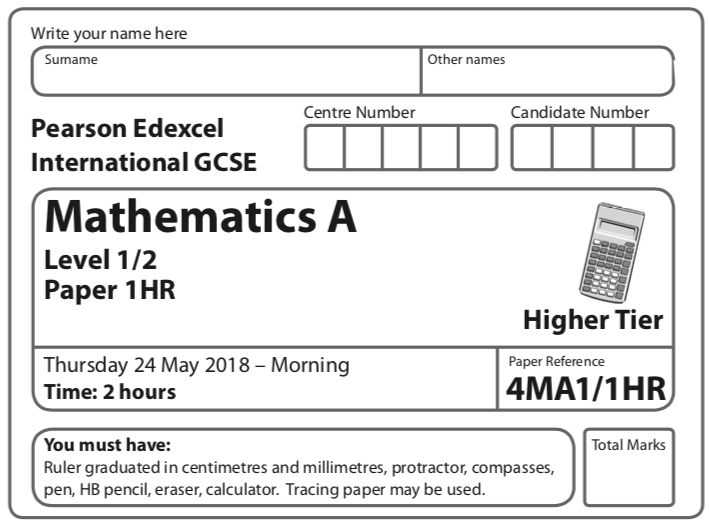 Write your name here
Surname
Other names
Pearson Edexcel
International GCSE
Centre Number
Candidate Number
Mathematics A
Level 1/2
Paper 1HR
Higher Tier
Thursday 24 May 2018 – Morning
Time: 2 hours
Paper Reference
4MA1/1HR
You must have:
Ruler graduated in centimetres and millimetres, protractor, compasses,
pen, HB pencil, eraser, calculator. Tracing paper may be used.
Total Marks